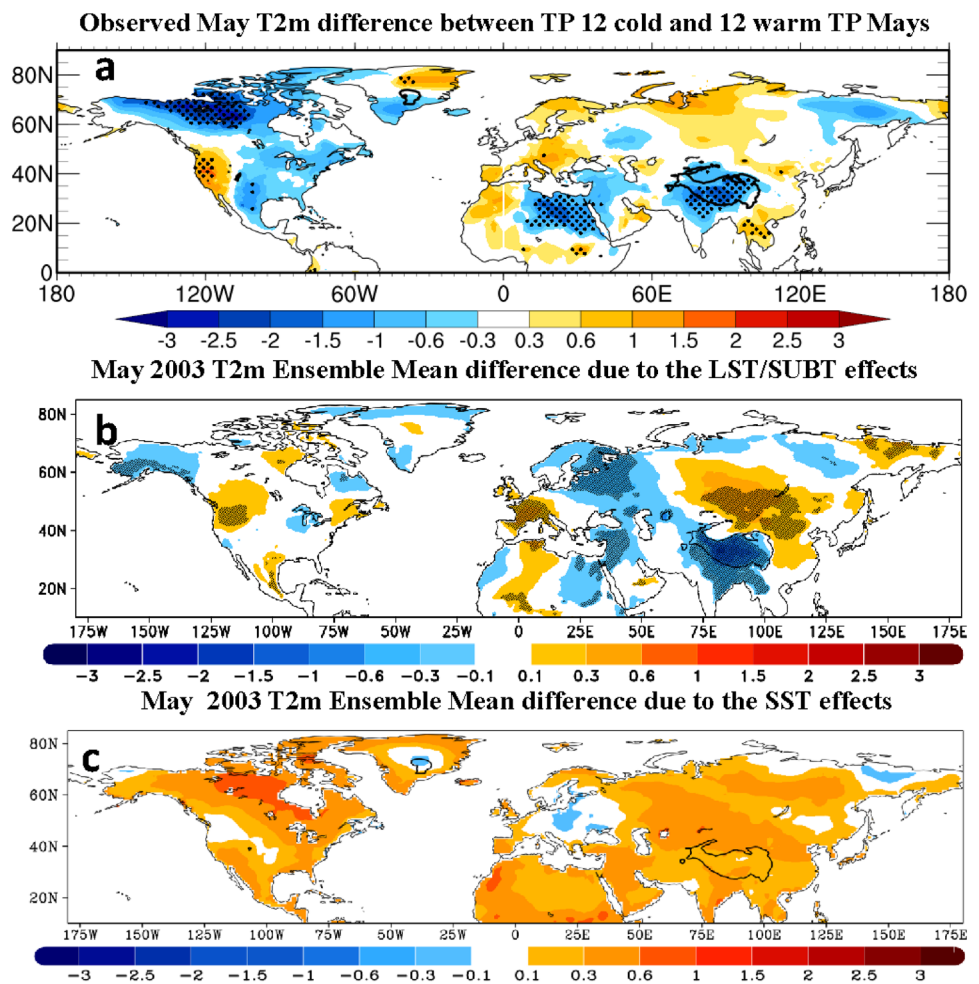 Observed May T2m difference between TP 12 cold and 12 warm TP Mays
a
80N
60N
40N
20N
0
180 120W 60W 0 60E 120E 180
-3 -2.5 -2 -1.5 -1 -0.6 -0.3 0.3 0.6 1 1.5 2 2.5 3
May 2003 T2m Ensemble Mean difference due to the LST/SUBT effects
b
80N
60N
40N
20N
175W 150W 125W 100W 75W 50W 25W 0 25E 50E 75E 100E 125E 150E 175E
-3 -2.5 -2 -1.5 -1 -0.6 -0.3 -0.1 0.1 0.3 0.6 1 1.5 2 2.5 3
May 2003 T2m Ensemble Mean difference due to the SST effects
c
80N
60N
40N
20N
175W 150W 125W 100W 75W 50W 25W 0 25E 50E 75E 100E 125E 150E 175E
-3 -2.5 -2 -1.5 -1 -0.6 -0.3 -0.1 0.1 0.3 0.6 1 1.5 2 2.5 3